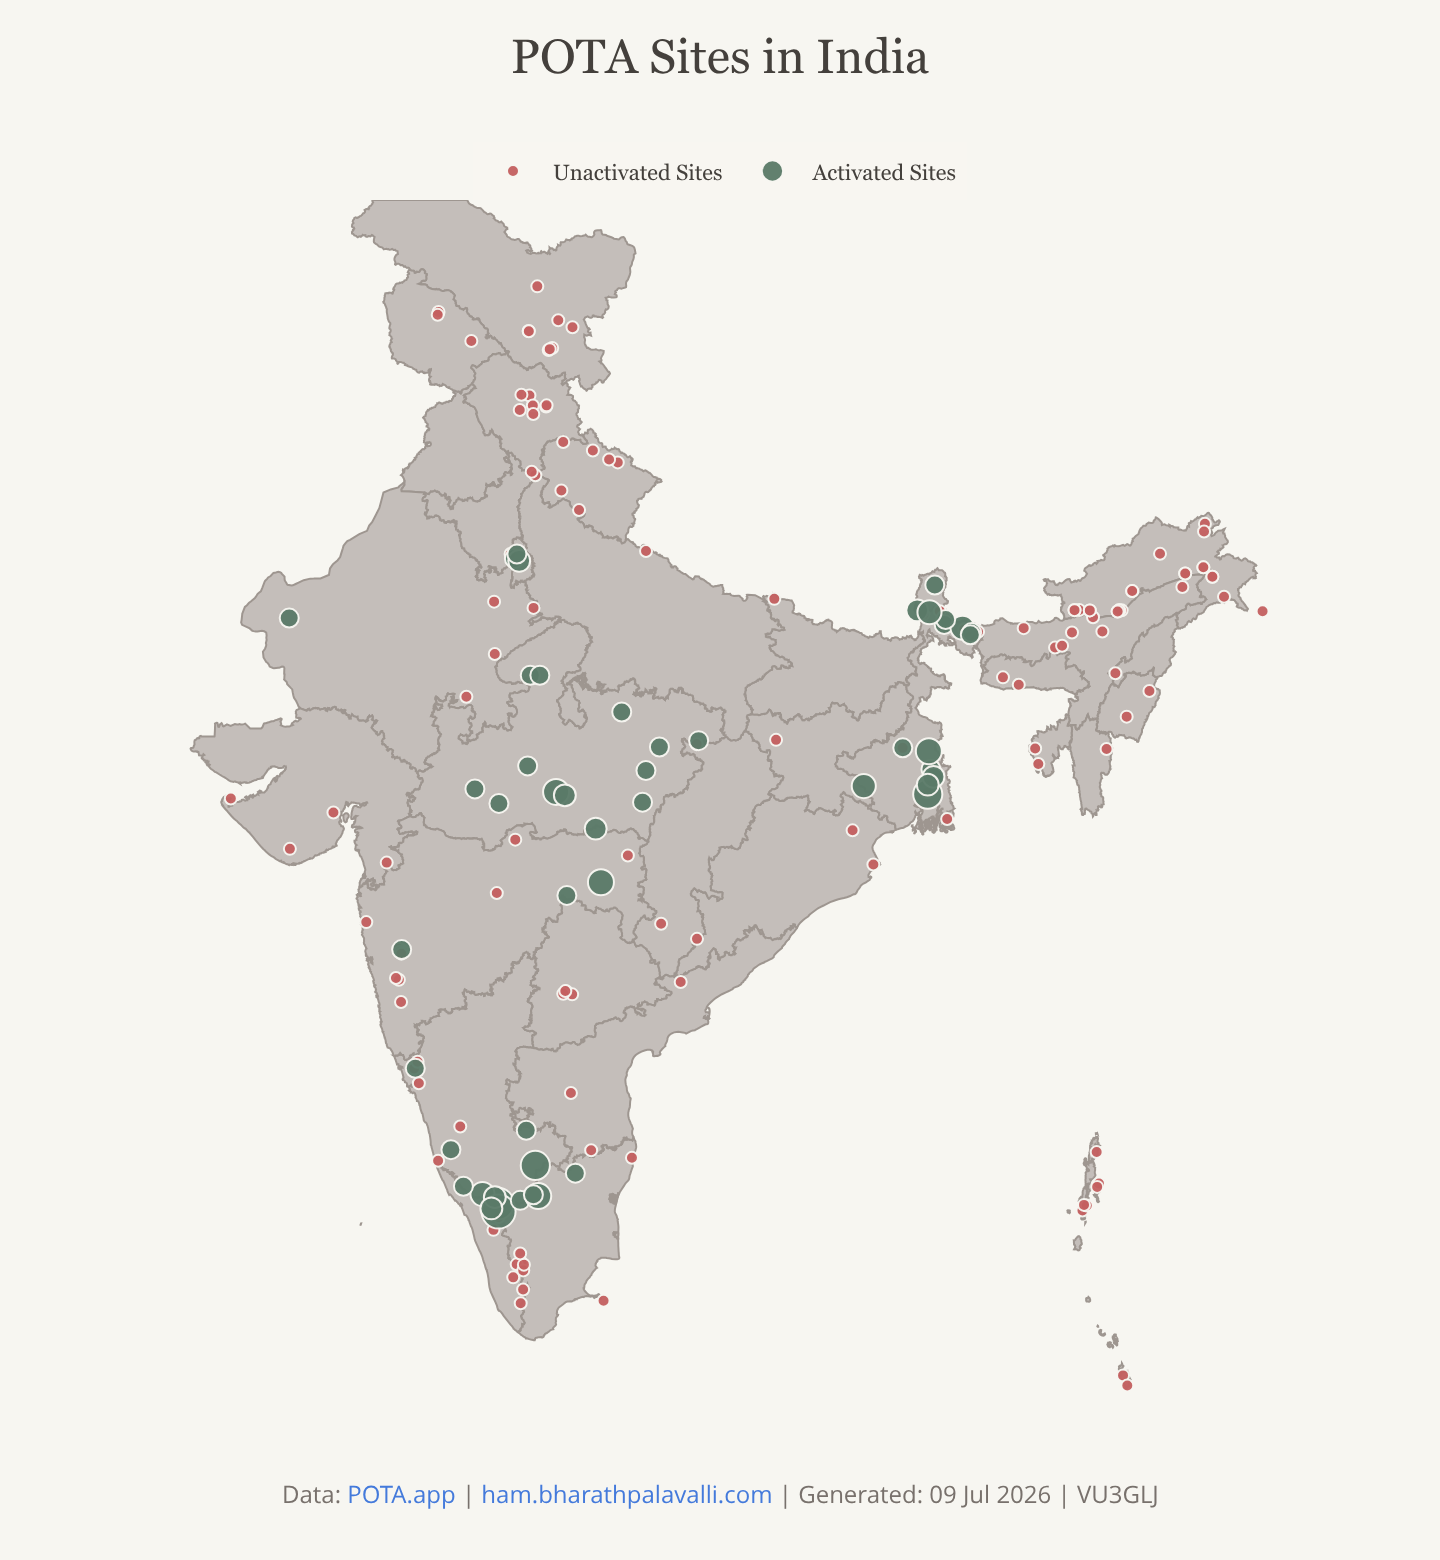 POTA Sites in India
Unactivated Sites Activated Sites
Data: POTA.app | ham.bharathpalavalli.com | Generated: 09 Jul 2026 | VU3GLJ